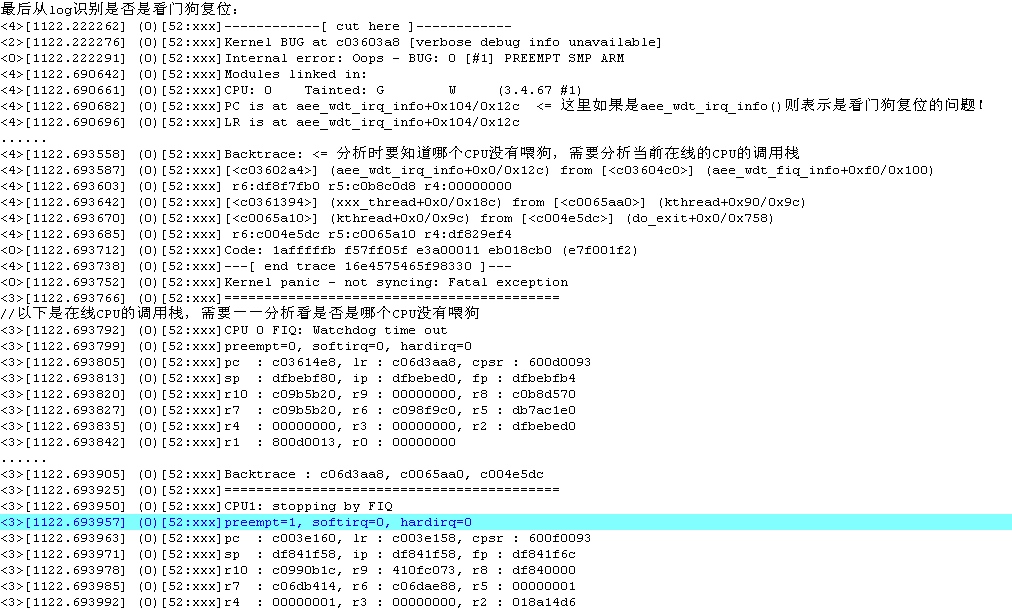 最后从log识别是否是看门狗复位:
<4>[1122.222262] (0)[52:xxx]------------[ cut here ]------------
<2>[1122.222276] (0)[52:xxx]Kernel BUG at c03603a8 [verbose debug info unavailable]
<0>[1122.222291] (0)[52:xxx]Internal error: Oops - BUG: 0 [#1] PREEMPT SMP ARM
<4>[1122.690642] (0)[52:xxx]Modules linked in:
<4>[1122.690661] (0)[52:xxx]CPU: 0    Tainted: G        W     (3.4.67 #1)
<4>[1122.690682] (0)[52:xxx]PC is at aee_wdt_irq_info+0x104/0x12c  <= 这里如果是aee_wdt_irq_info()则表示是看门狗复位的问题!
<4>[1122.690696] (0)[52:xxx]LR is at aee_wdt_irq_info+0x104/0x12c
......
<4>[1122.693558] (0)[52:xxx]Backtrace: <= 分析时要知道哪个CPU没有喂狗，需要分析当前在线的CPU的调用栈
<4>[1122.693587] (0)[52:xxx][<c03602a4>] (aee_wdt_irq_info+0x0/0x12c) from [<c03604c0>] (aee_wdt_fiq_info+0xf0/0x100)
<4>[1122.693603] (0)[52:xxx] r6:df8f7fb0 r5:c0b8c0d8 r4:00000000
<4>[1122.693642] (0)[52:xxx][<c0361394>] (xxx_thread+0x0/0x18c) from [<c0065aa0>] (kthread+0x90/0x9c)
<4>[1122.693670] (0)[52:xxx][<c0065a10>] (kthread+0x0/0x9c) from [<c004e5dc>] (do_exit+0x0/0x758)
<4>[1122.693685] (0)[52:xxx] r6:c004e5dc r5:c0065a10 r4:df829ef4
<0>[1122.693712] (0)[52:xxx]Code: 1afffffb f57ff05f e3a00011 eb018cb0 (e7f001f2)
<4>[1122.693738] (0)[52:xxx]---[ end trace 16e4575465f98330 ]---
<0>[1122.693752] (0)[52:xxx]Kernel panic - not syncing: Fatal exception
<3>[1122.693766] (0)[52:xxx]==========================================
//以下是在线CPU的调用栈，需要一一分析看是否是哪个CPU没有喂狗
<3>[1122.693792] (0)[52:xxx]CPU 0 FIQ: Watchdog time out
<3>[1122.693799] (0)[52:xxx]preempt=0, softirq=0, hardirq=0
<3>[1122.693805] (0)[52:xxx]pc  : c03614e8, lr : c06d3aa8, cpsr : 600d0093
<3>[1122.693813] (0)[52:xxx]sp  : dfbebf80, ip : dfbebed0, fp : dfbebfb4
<3>[1122.693820] (0)[52:xxx]r10 : c09b5b20, r9 : 00000000, r8 : c0b8d570
<3>[1122.693827] (0)[52:xxx]r7  : c09b5b20, r6 : c098f9c0, r5 : db7ac1e0
<3>[1122.693835] (0)[52:xxx]r4  : 00000000, r3 : 00000000, r2 : dfbebed0
<3>[1122.693842] (0)[52:xxx]r1  : 800d0013, r0 : 00000000
......
<3>[1122.693905] (0)[52:xxx]Backtrace : c06d3aa8, c0065aa0, c004e5dc
<3>[1122.693925] (0)[52:xxx]==========================================
<3>[1122.693950] (0)[52:xxx]CPU1: stopping by FIQ
<3>[1122.693957] (0)[52:xxx]preempt=1, softirq=0, hardirq=0
<3>[1122.693963] (0)[52:xxx]pc  : c003e160, lr : c003e158, cpsr : 600f0093
<3>[1122.693971] (0)[52:xxx]sp  : df841f58, ip : df841f58, fp : df841f6c
<3>[1122.693978] (0)[52:xxx]r10 : c0990b1c, r9 : 410fc073, r8 : df840000
<3>[1122.693985] (0)[52:xxx]r7  : c06db414, r6 : c06dae88, r5 : 00000001
<3>[1122.693992] (0)[52:xxx]r4  : 00000001, r3 : 00000000, r2 : 018a14d6